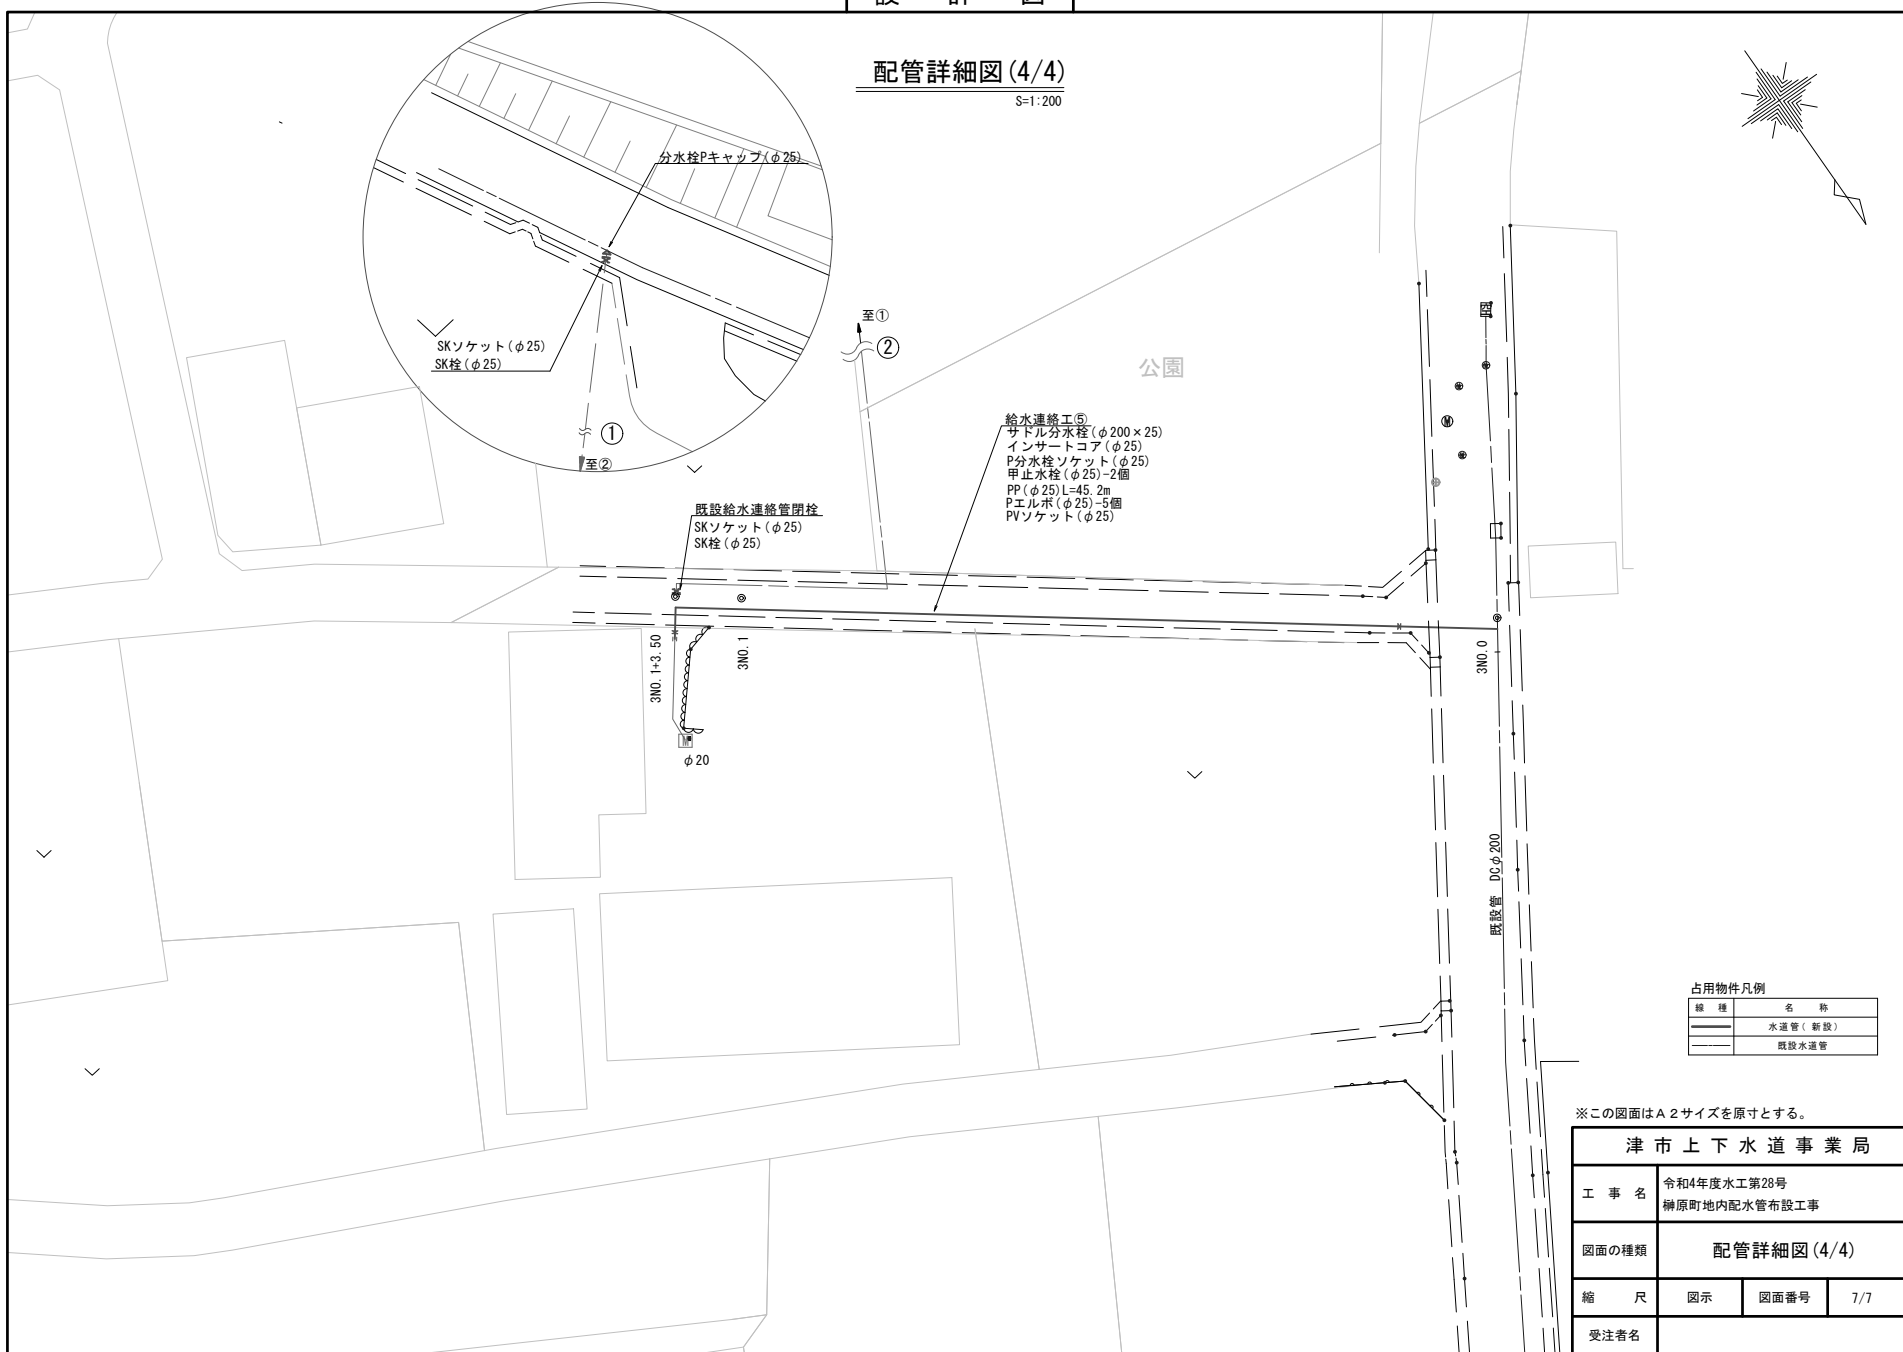 設計図
配管詳細図(4/4)
S=1:200
分水栓Pキャップ(φ25)
SKソケット(φ25)
SK栓(φ25)
①
至②
至①
②
公園
給水連絡工⑤
サドル分水栓(φ200×25)
インサートコア(φ25)
P分水栓ソケット(φ25)
甲止水栓(φ25)-2個
PP(φ25)L=45.2m
Pエルボ(φ25)-5個
PVソケット(φ25)
既設給水連絡管閉栓
SKソケット(φ25)
SK栓(φ25)
3NO.1+3.50
3NO.1
3NO.0
M
M
φ20
既設管 DCφ200
占用物件凡例
線種 名称
水道管(新設)
既設水道管
※この図面はA2サイズを原寸とする。
津市上下水道事業局
工事名 令和4年度水工第28号
榊原町地内配水管布設工事
図面の種類 配管詳細図(4/4)
縮尺 図示 図面番号 7/7
受注者名